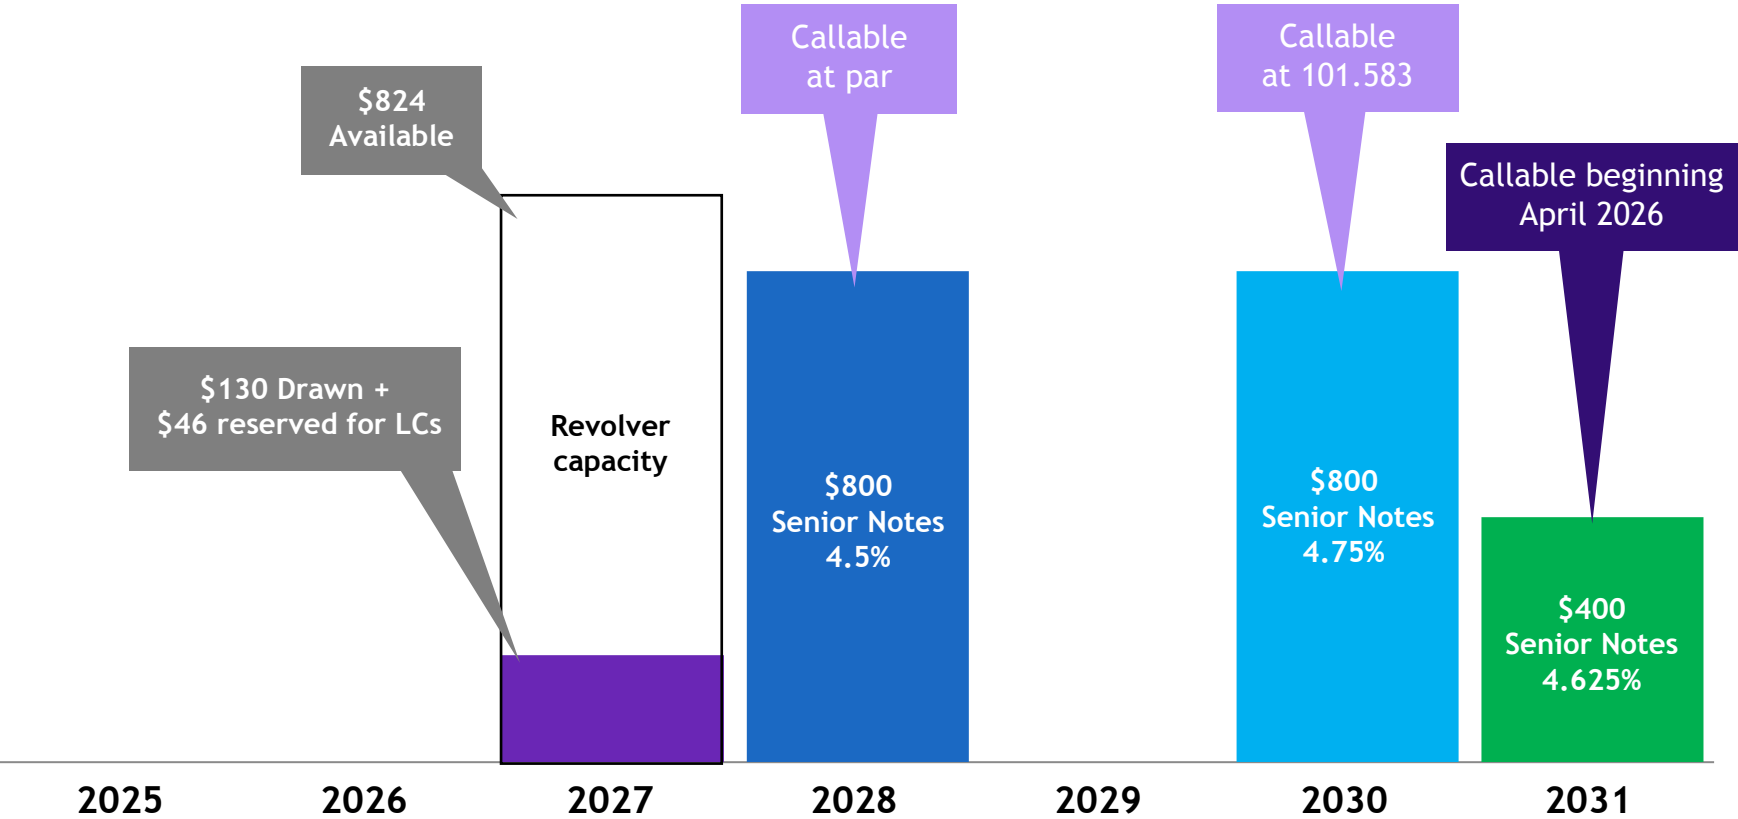 Callable
at par
Callable
at 101.583
$824
Available
Callable beginning
April 2026
$130 Drawn +
$46 reserved for LCs
Revolver
capacity
$800
Senior Notes
4.5%
$800
Senior Notes
4.75%
$400
Senior Notes
4.625%
2025
2026
2027
2028
2029
2030
2031